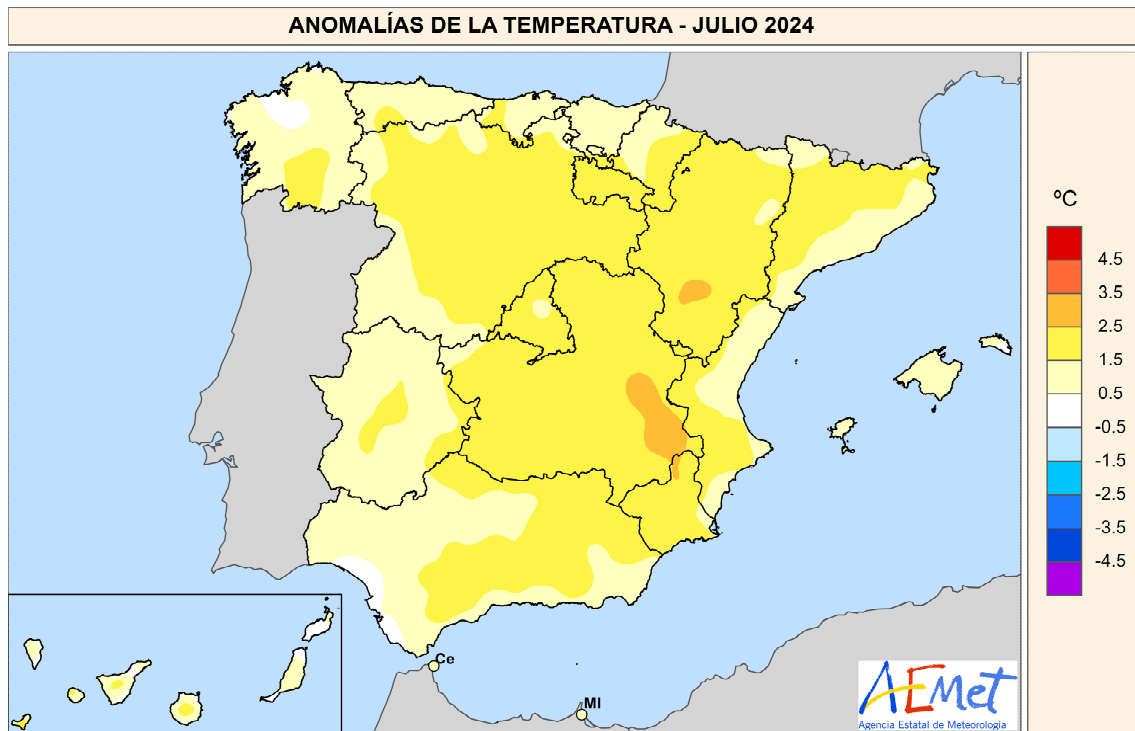 ANOMALÍAS DE LA TEMPERATURA - JULIO 2024
ºC
4.5
3.5
2.5
1.5
0.5
-0.5
-1.5
-2.5
-3.5
-4.5
Ce
Ml
AEMet
Agencia Estatal de Meteorología